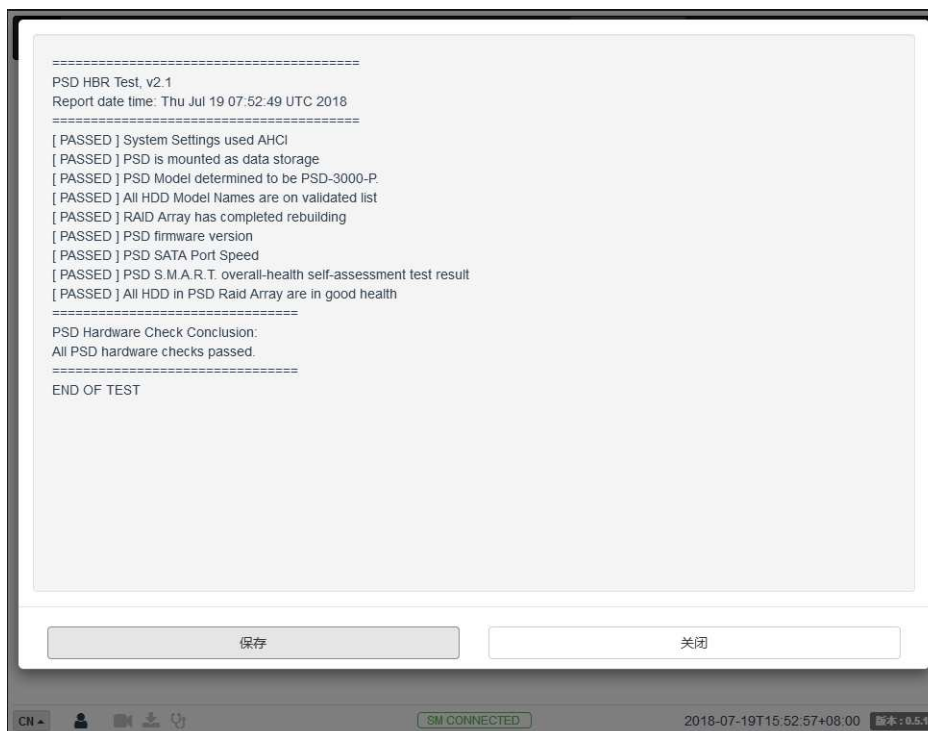 ========================================
PSD HBR Test, v2.1
Report date time: Thu Jul 19 07:52:49 UTC 2018
========================================
[ PASSED ] System Settings used AHCI
[ PASSED ] PSD is mounted as data storage
[ PASSED ] PSD Model determined to be PSD-3000-P.
[ PASSED ] All HDD Model Names are on validated list
[ PASSED ] RAID Array has completed rebuilding
[ PASSED ] PSD firmware version
[ PASSED ] PSD SATA Port Speed
[ PASSED ] PSD S.M.A.R.T. overall-health self-assessment test result
[ PASSED ] All HDD in PSD Raid Array are in good health
================================
PSD Hardware Check Conclusion:
All PSD hardware checks passed.
================================
END OF TEST
保存 关闭
CN SM CONNECTED 2018-07-19T15:52:57+08:00 版本 : 0.5.1